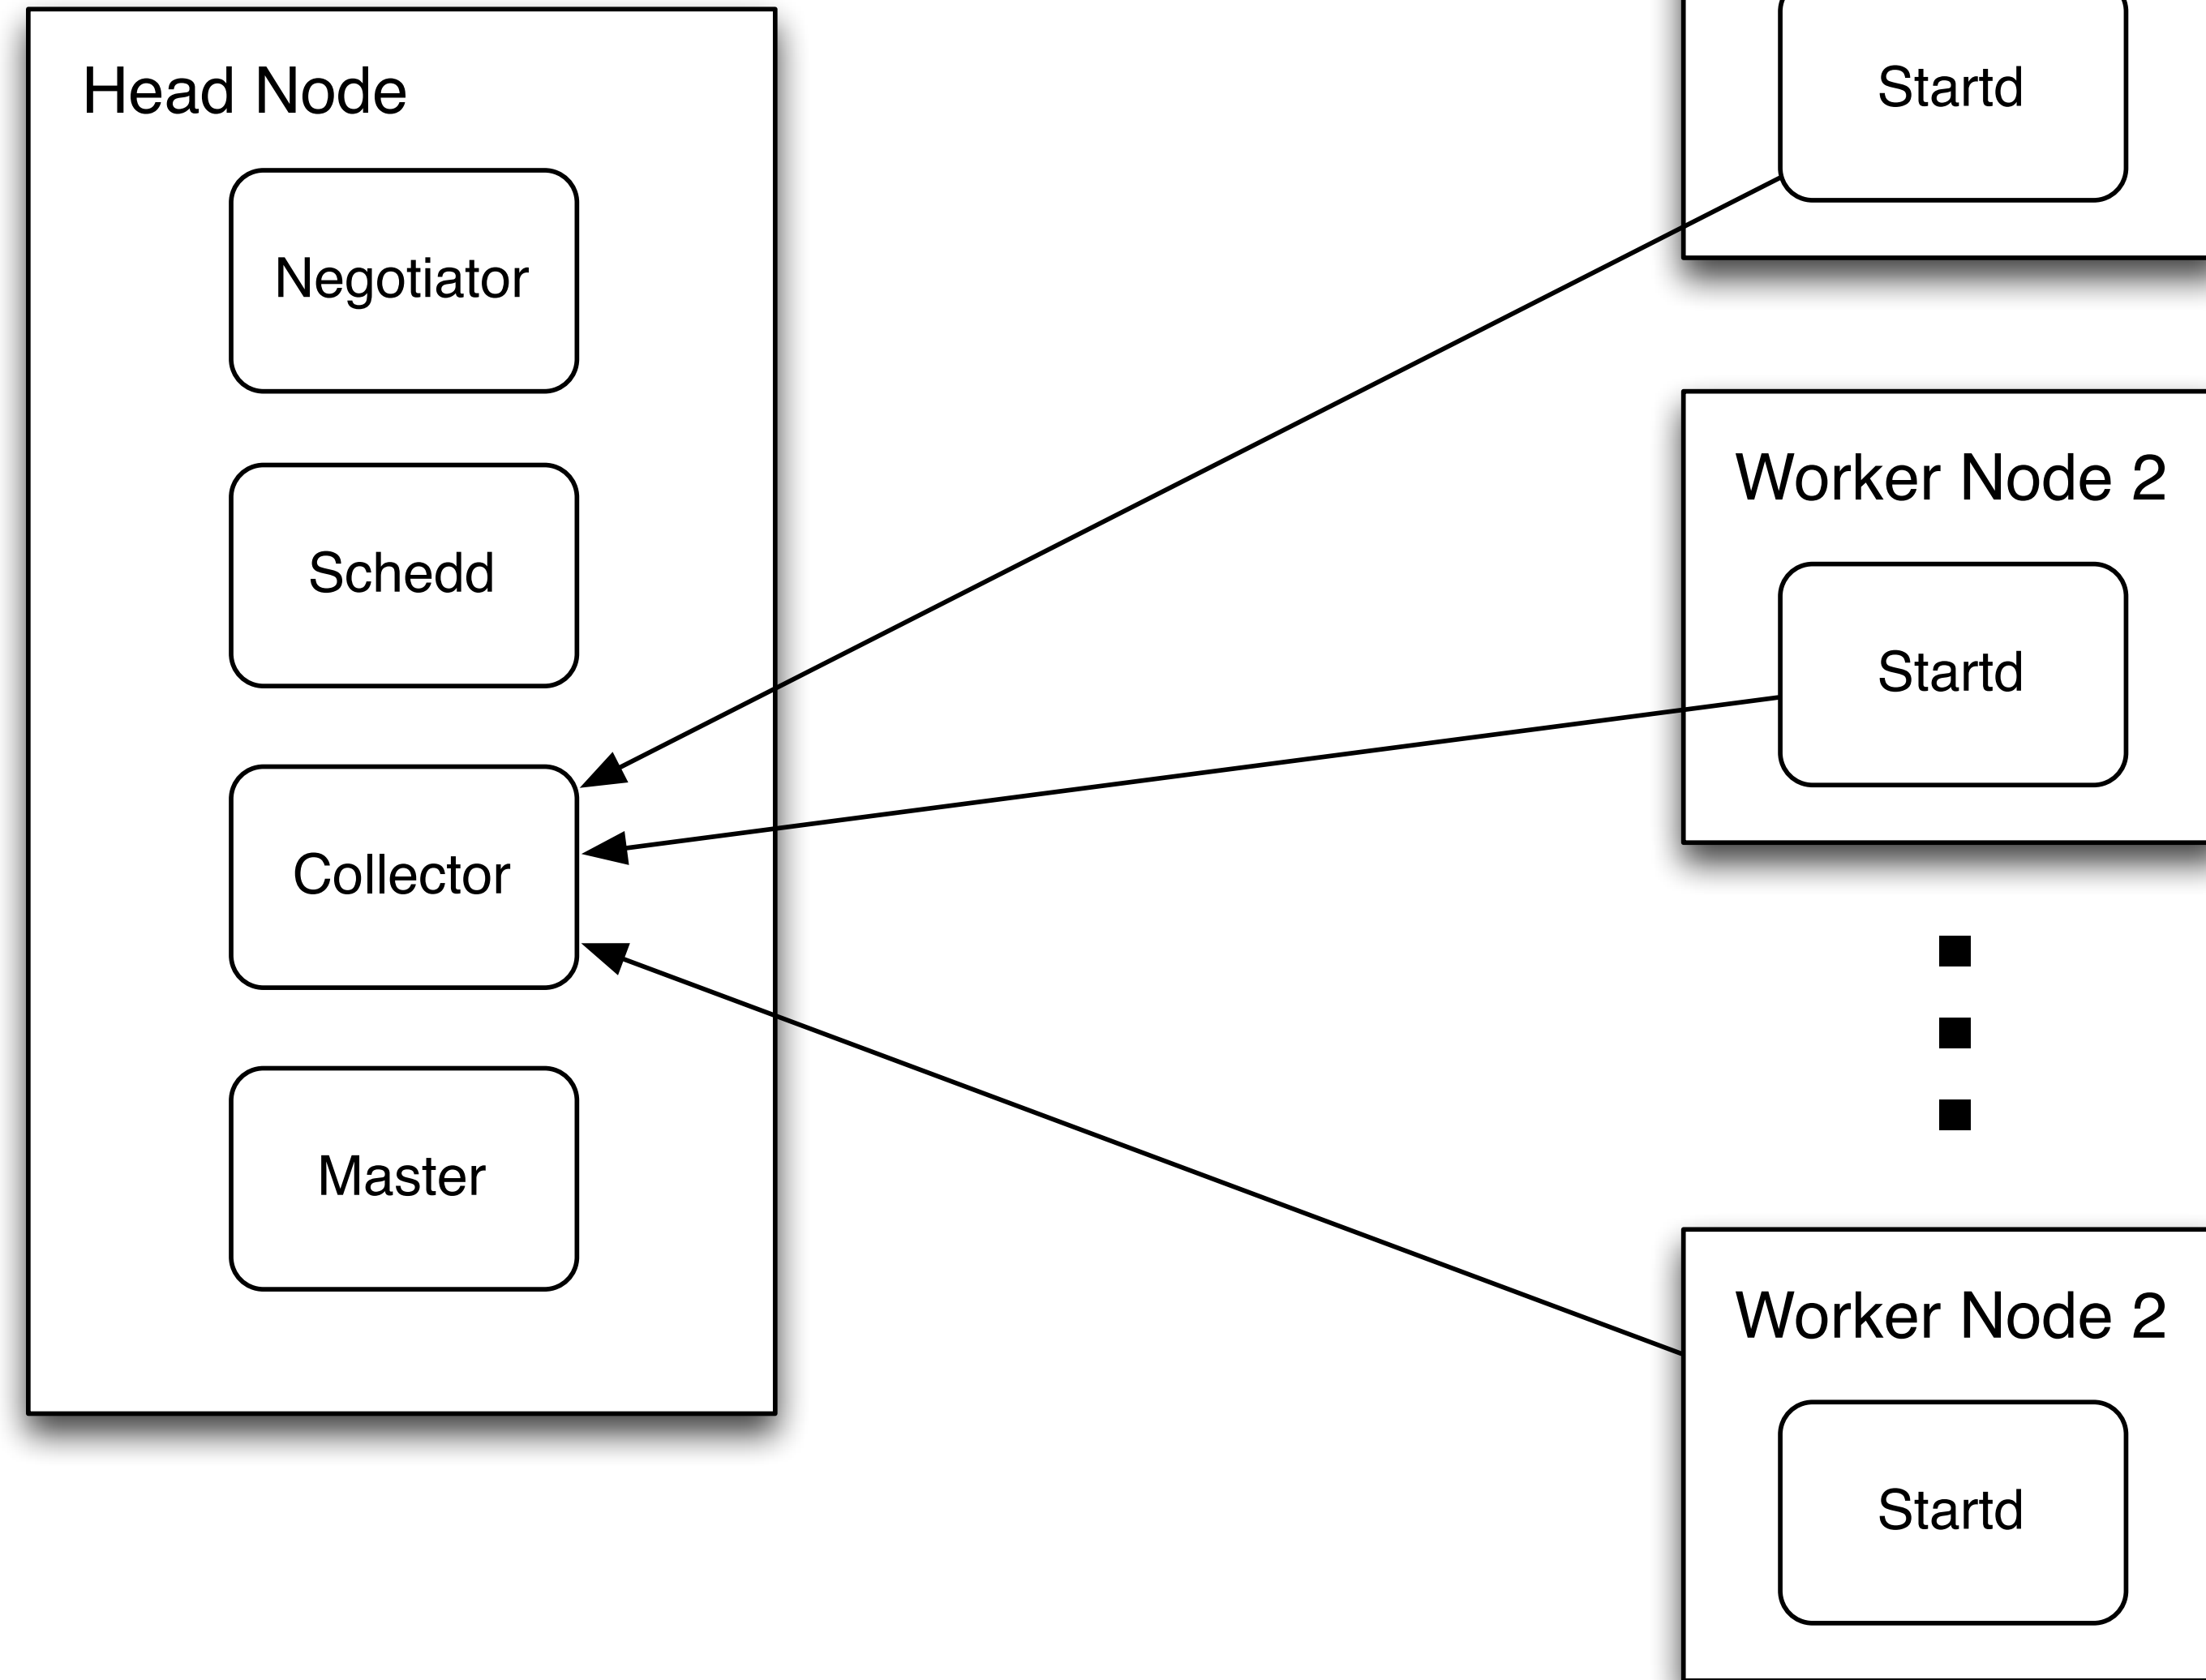 Head Node
Negotiator
Schedd
Collector
Master
Startd
Worker Node 2
Startd
Worker Node 2
Startd